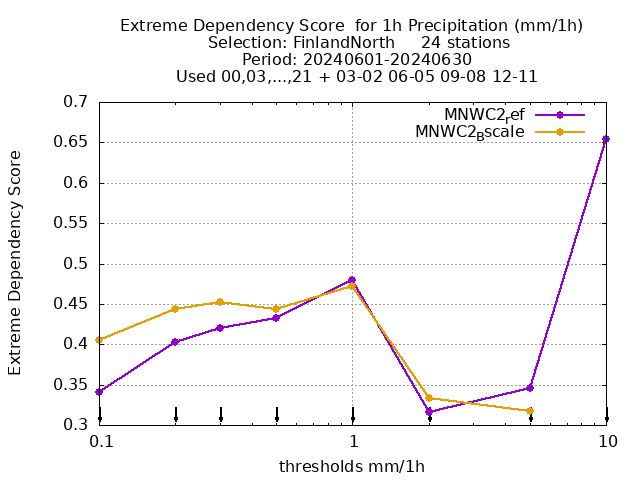 Extreme Dependency Score  for 1h Precipitation (mm/1h)
Selection: FinlandNorth     24 stations
Period: 20240601-20240630
Used 00,03,...,21 + 03-02 06-05 09-08 12-11
MNWC2_ref
MNWC2_Bscale
Extreme Dependency Score
0.7
0.65
0.6
0.55
0.5
0.45
0.4
0.35
0.3
0.1 1 10
thresholds mm/1h